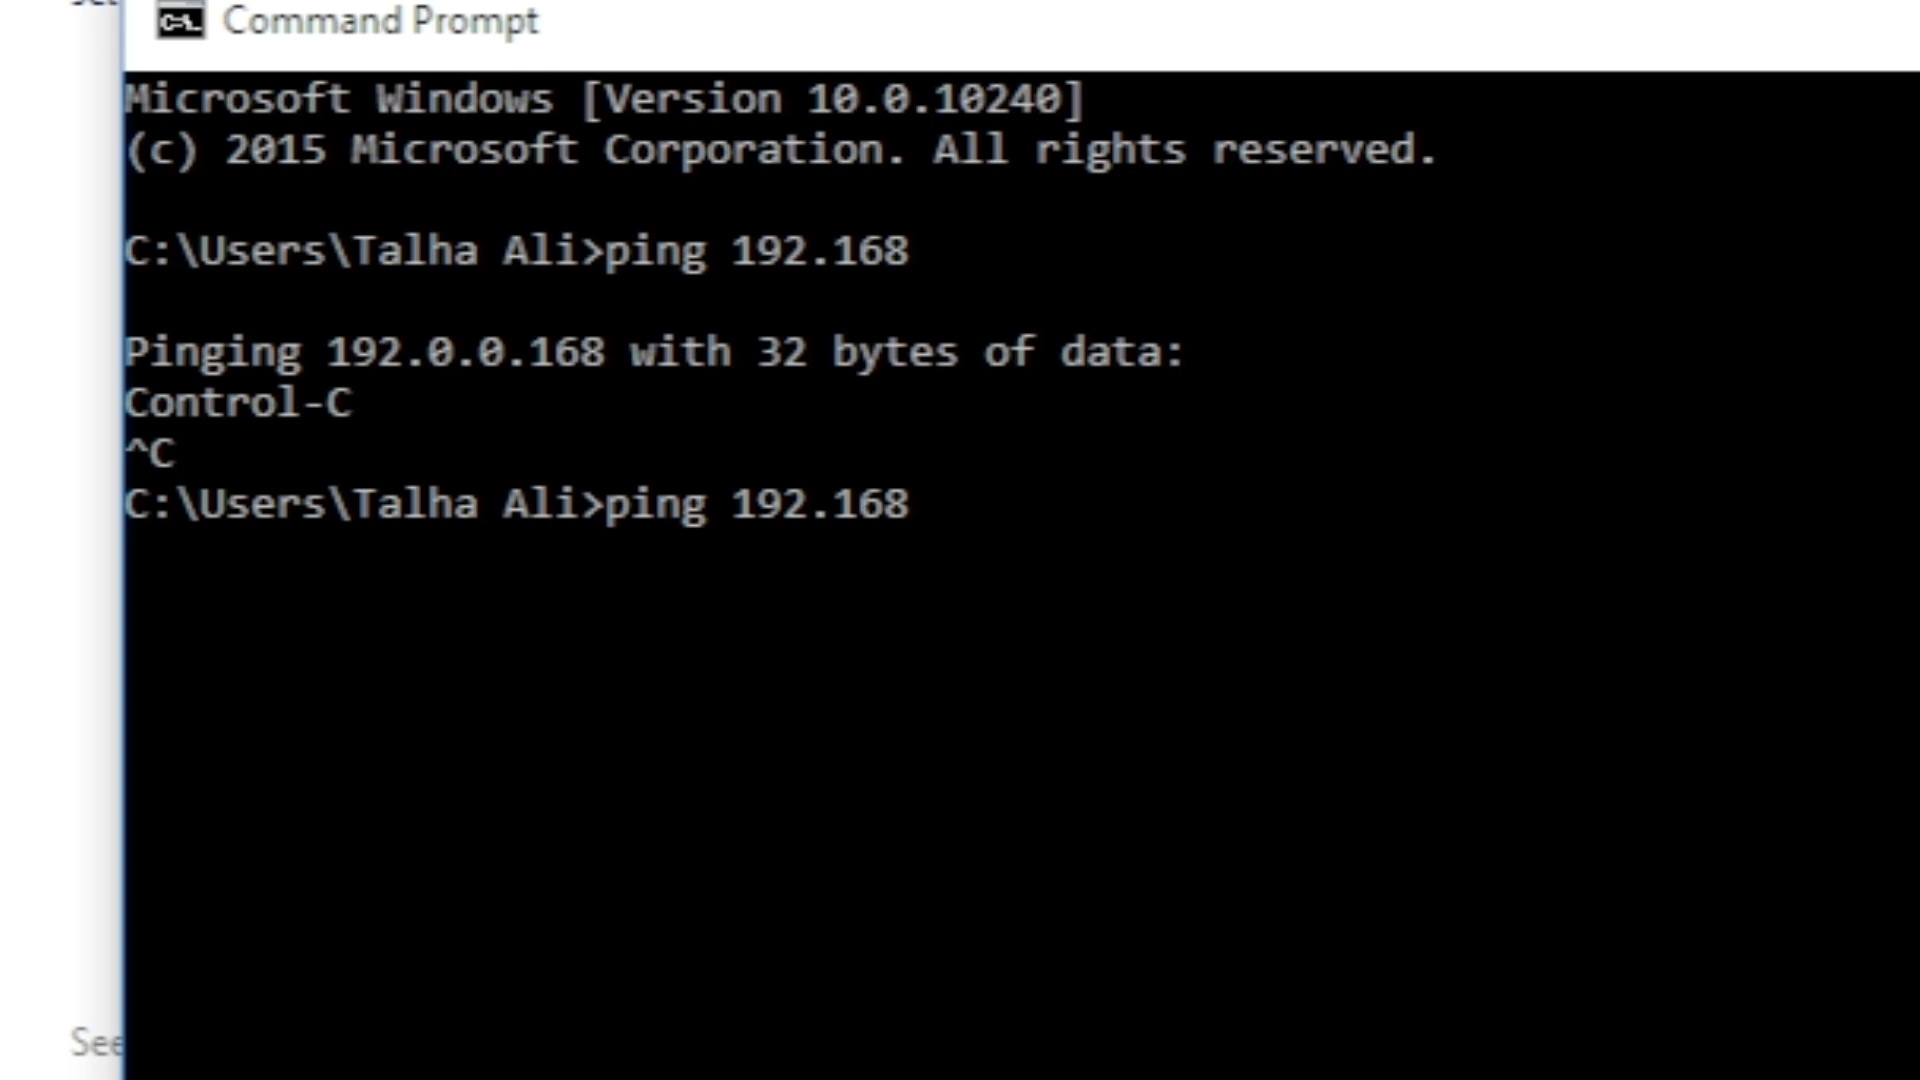 Command Prompt
Microsoft Windows [Version 10.0.10240]
(c) 2015 Microsoft Corporation. All rights reserved.
C:\Users\Talha Ali>ping 192.168
Pinging 192.0.0.168 with 32 bytes of data:
Control-C
^C
C:\Users\Talha Ali>ping 192.168
See